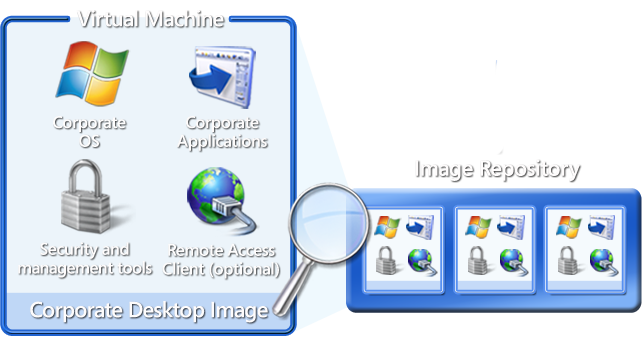 Virtual Machine
Corporate
OS
Corporate
Applications
Security and
management tools
Remote Access
Client (optional)
Corporate Desktop Image
Image Repository